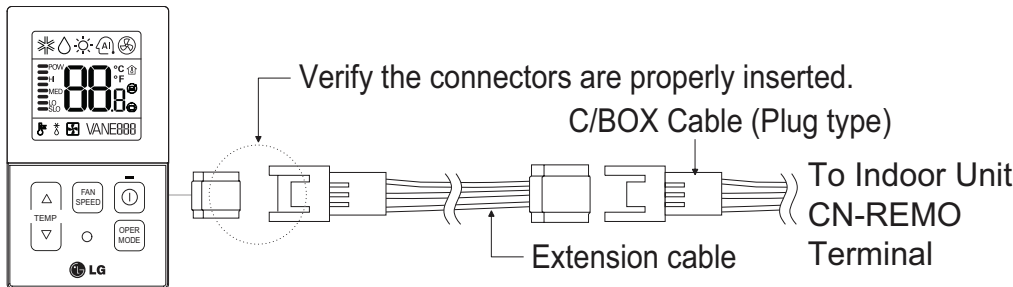 AI
POW
HI
MED
LO
SLO
88.8
°C
°F
VANE888
Verify the connectors are properly inserted.
C/BOX Cable (Plug type)
To Indoor Unit
CN-REMO
Terminal
Extension cable
TEMP
FAN
SPEED
OPER
MODE
LG